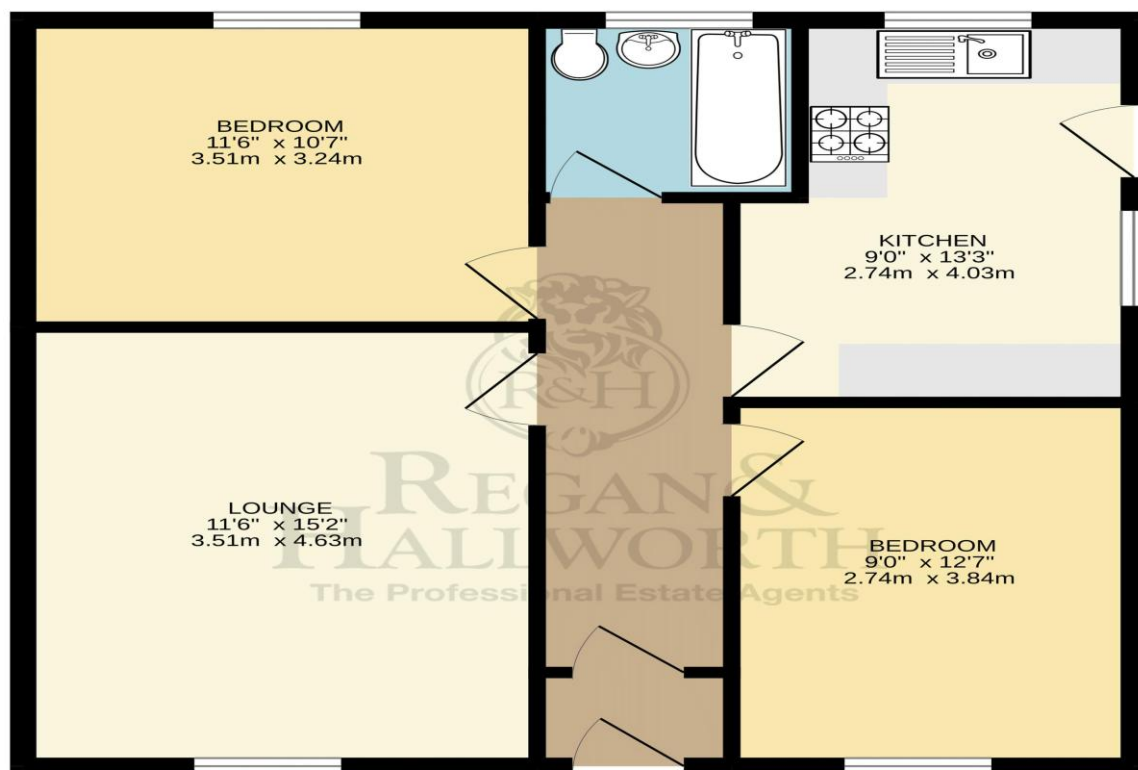 BEDROOM
11'6" x 10'7"
3.51m x 3.24m
KITCHEN
9'0" x 13'3"
2.74m x 4.03m
R&H
REGAN &
HALLWORTH
The Professional Estate Agents
LOUNGE
11'6" x 15'2"
3.51m x 4.63m
BEDROOM
9'0" x 12'7"
2.74m x 3.84m